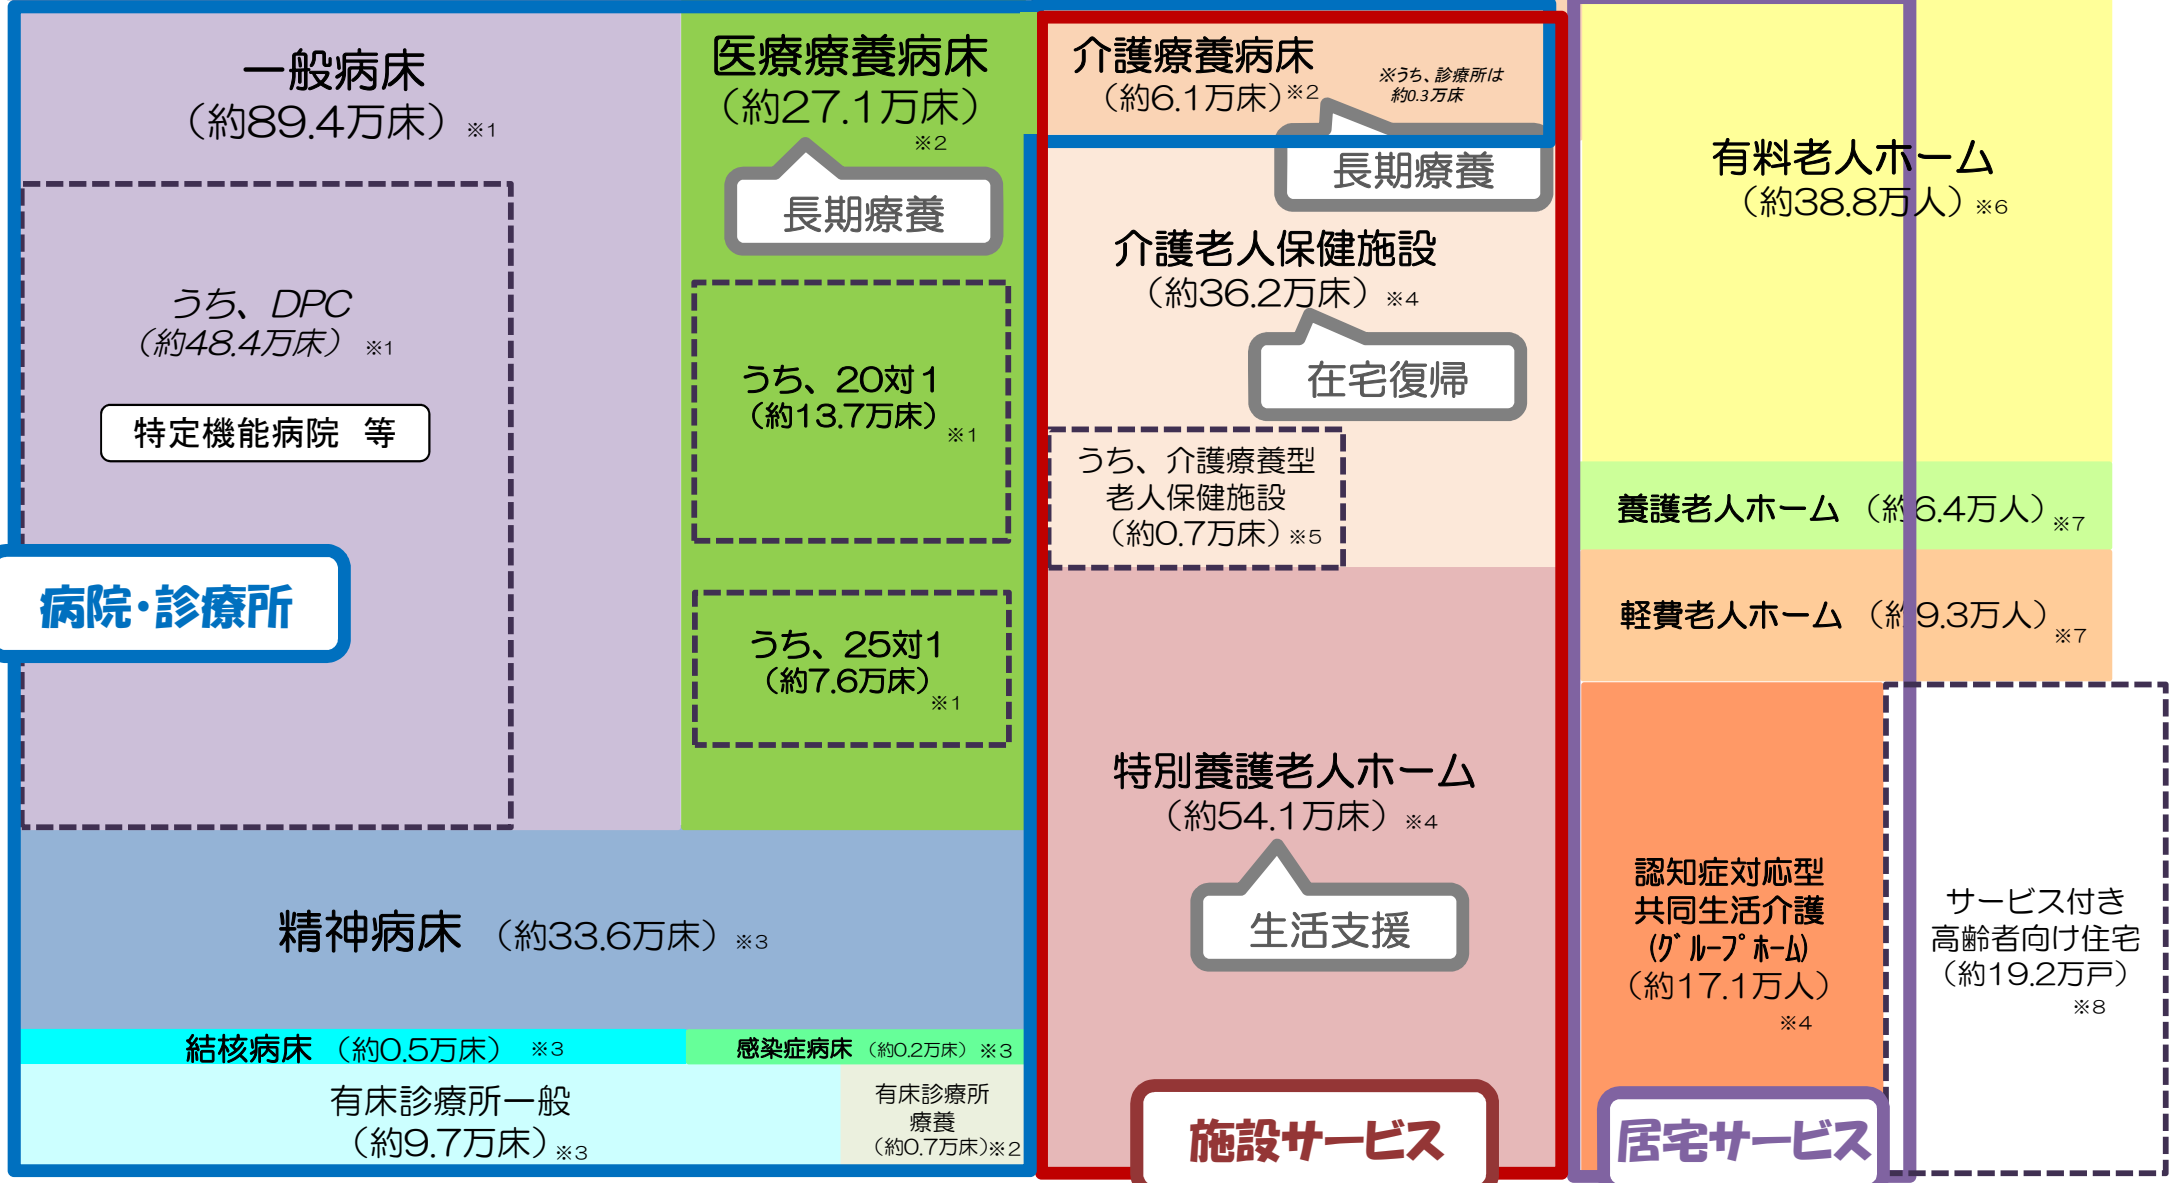 一般病床
（約89.4万床）※1
うち、DPC
（約48.4万床）※1
特定機能病院　等
病院・診療所
医療療養病床
（約27.1万床）
※2
長期療養
うち、20対1
（約13.7万床）
※1
うち、25対1
（約7.6万床）
※1
精神病床 （約33.6万床）※3
結核病床 （約0.5万床） ※3
感染症病床 （約0.2万床）※3
有床診療所一般
（約9.7万床）※3
有床診療所
療養
（約0.7万床）※2
介護療養病床
（約6.1万床）※2
※うち、診療所は
約0.3万床
長期療養
介護老人保健施設
（約36.2万床）※4
在宅復帰
うち、介護療養型
老人保健施設
（約0.7万床）※5
特別養護老人ホーム
（約54.1万床）※4
生活支援
施設サービス
有料老人ホーム
（約38.8万人）※6
養護老人ホーム （約6.4万人）※7
軽費老人ホーム （約9.3万人）※7
認知症対応型
共同生活介護
(ｸﾞﾙｰﾌﾟﾎｰﾑ)
（約17.1万人）
※4
居宅サービス
サービス付き
高齢者向け住宅
（約19.2万戸）
※8